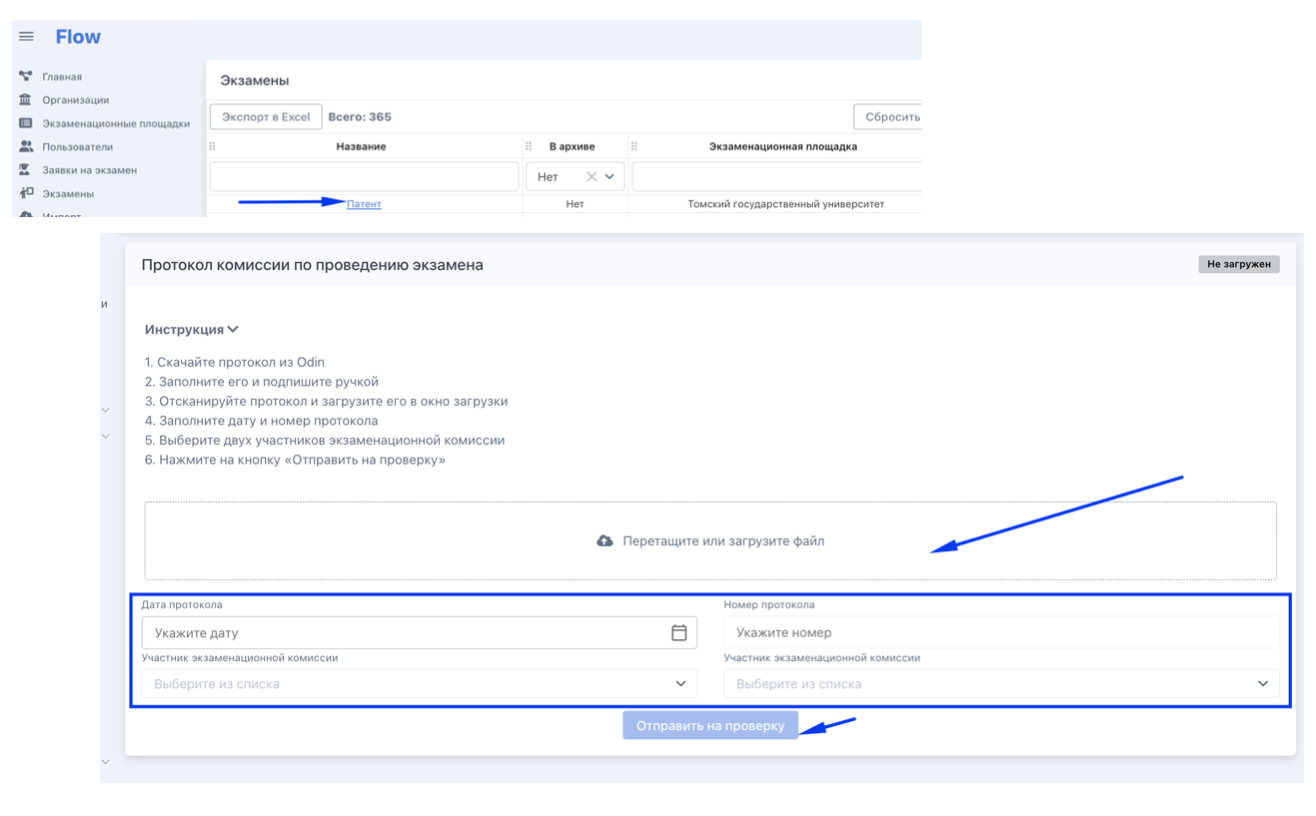 Flow
Главная
Организации
Экзаменационные площадки
Пользователи
Заявки на экзамен
Экзамены
Импорт
Экзамены
Экспорт в Excel Всего: 365 Сбросить
Название В архиве Экзаменационная площадка
Нет
Патент Нет Томский государственный университет
Протокол комиссии по проведению экзамена Не загружен
и
Инструкция
1. Скачайте протокол из Odin
2. Заполните его и подпишите ручкой
3. Отсканируйте протокол и загрузите его в окно загрузки
4. Заполните дату и номер протокола
5. Выберите двух участников экзаменационной комиссии
6. Нажмите на кнопку «Отправить на проверку»
Перетащите или загрузите файл
Дата протокола Номер протокола
Укажите дату Укажите номер
Участник экзаменационной комиссии Участник экзаменационной комиссии
Выберите из списка Выберите из списка
Отправить на проверку